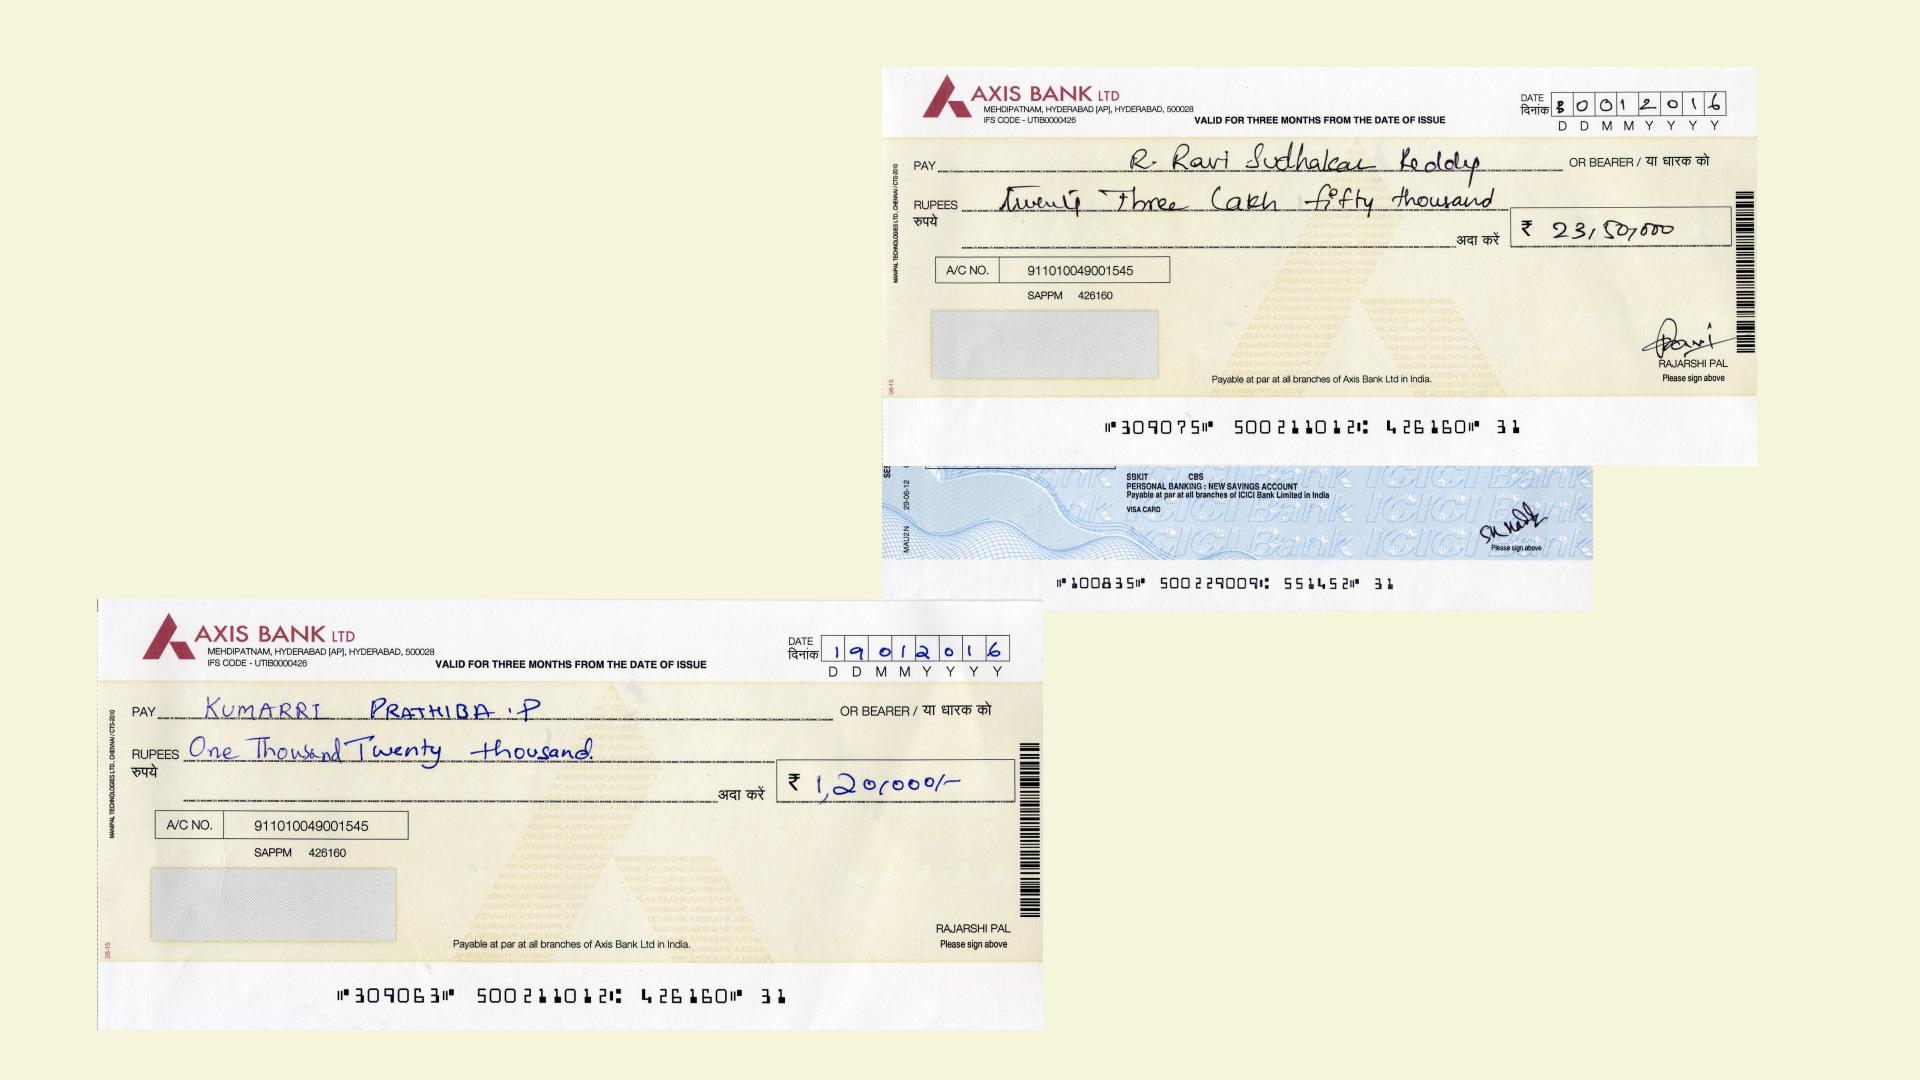 AXIS BANK LTD
MEHDIPATNAM, HYDERABAD [AP], HYDERABAD, 500028
IFS CODE - UTIB0000426
VALID FOR THREE MONTHS FROM THE DATE OF ISSUE
DATE
दिनांक 3 0 0 1 2 0 1 6
D D M M Y Y Y Y
PAY R. Ravi Sudhakar Reddy OR BEARER / या धारक को
RUPEES Twenty Three Lakh fifty thousand
रुपये
अदा करें ₹ 23,50,000
A/C NO. 911010049001545
SAPPM 426160
MANIPAL TECHNOLOGIES LTD., CHENNAI / CTS-2010
08-15
Ravi
RAJARSHI PAL
Please sign above
Payable at par at all branches of Axis Bank Ltd in India.
309075 500211012 426160 31
SBKIT CBS
PERSONAL BANKING : NEW SAVINGS ACCOUNT
Payable at par at all branches of ICICI Bank Limited in India
VISA CARD
29-06-12
MAU2N
ICICI Bank
Please sign above
100835 500229009 551452 31
AXIS BANK LTD
MEHDIPATNAM, HYDERABAD [AP], HYDERABAD, 500028
IFS CODE - UTIB0000426
VALID FOR THREE MONTHS FROM THE DATE OF ISSUE
DATE
दिनांक 1 9 0 1 2 0 1 6
D D M M Y Y Y Y
PAY KUMARRI PRATHIBA .P OR BEARER / या धारक को
RUPEES One Thousand Twenty thousand.
रुपये
अदा करें ₹ 1,20,000/-
A/C NO. 911010049001545
SAPPM 426160
MANIPAL TECHNOLOGIES LTD., CHENNAI / CTS-2010
08-15
RAJARSHI PAL
Please sign above
Payable at par at all branches of Axis Bank Ltd in India.
309063 500211012 426160 31